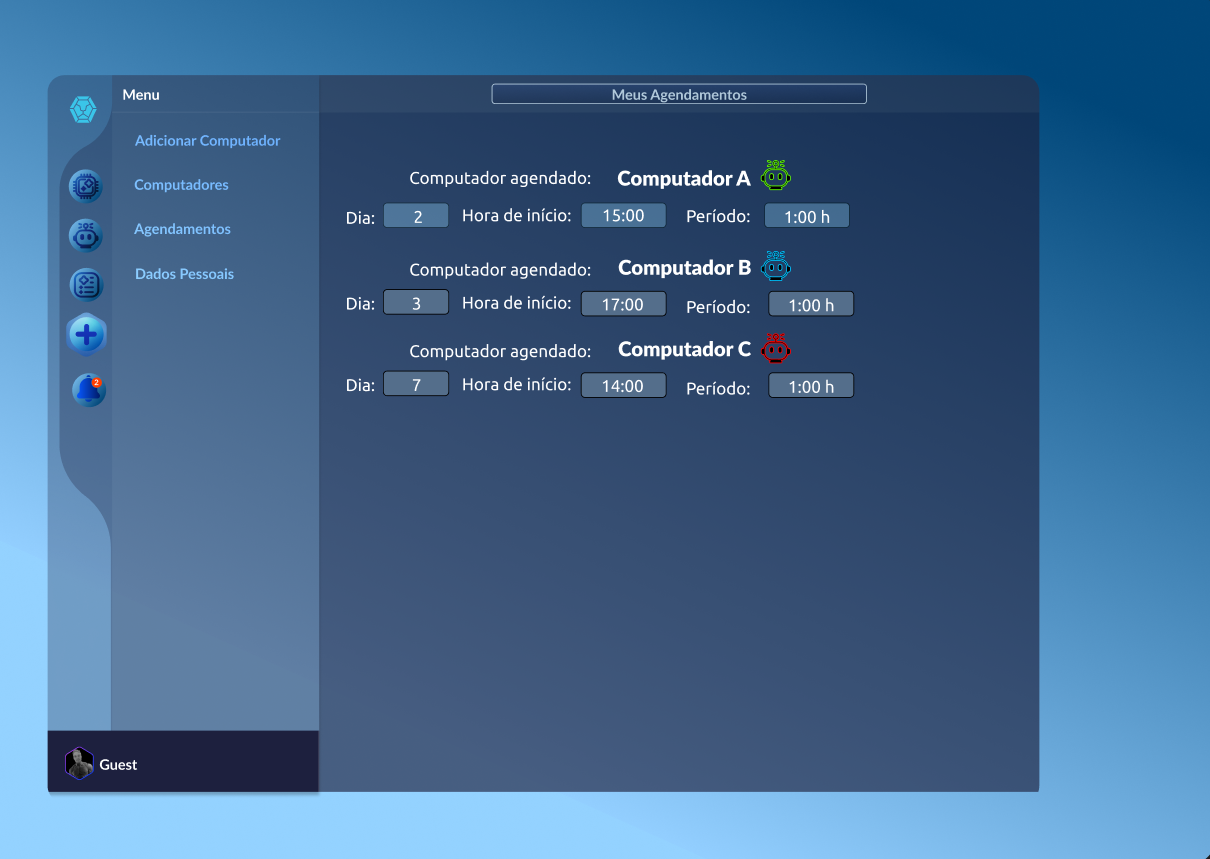 Menu
Meus Agendamentos
Adicionar Computador
Computadores
Agendamentos
Dados Pessoais
2
Guest
Computador agendado: Computador A
Dia: 2 Hora de início: 15:00 Período: 1:00 h
Computador agendado: Computador B
Dia: 3 Hora de início: 17:00 Período: 1:00 h
Computador agendado: Computador C
Dia: 7 Hora de início: 14:00 Período: 1:00 h